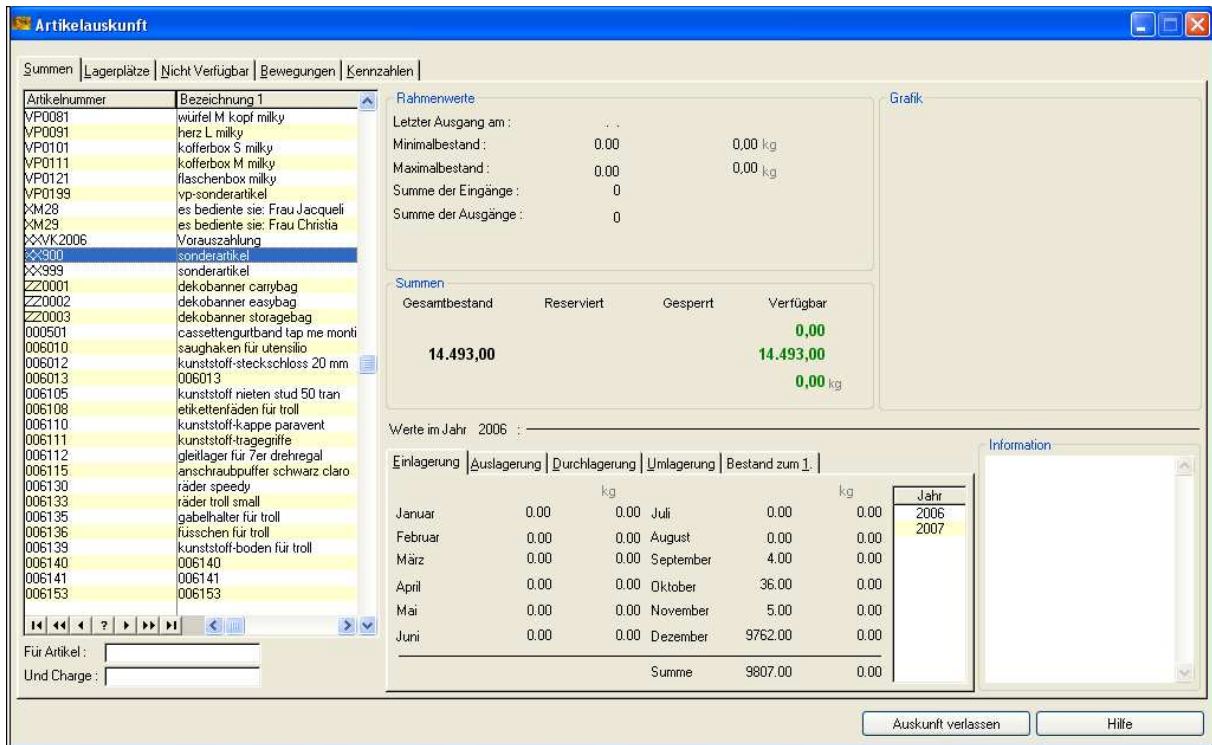 Artikelauskunft
Summen Lagerplätze Nicht Verfügbar Bewegungen Kennzahlen
Artikelnummer Bezeichnung 1
VP0081 würfel M kopf milky
VP0091 herz L milky
VP0101 kofferbox S milky
VP0111 kofferbox M milky
VP0121 flaschenbox milky
VP0199 vp-sonderartikel
XM28 es bediente sie: Frau Jacqueli
XM29 es bediente sie: Frau Christia
XXVK2006 Vorauszahlung
XX900 sonderartikel
XX999 sonderartikel
ZZ0001 dekobanner carrybag
ZZ0002 dekobanner easybag
ZZ0003 dekobanner storagebag
000501 cassettengurtband tap me monti
006010 saughaken für utensilio
006012 kunststoff-steckschloss 20 mm
006013 006013
006105 kunststoff nieten stud 50 tran
006108 etikettenfäden für troll
006110 kunststoff-kappe paravent
006111 kunststoff-tragegriffe
006112 gleitlager für 7er drehregal
006115 anschraubpuffer schwarz claro
006130 räder speedy
006133 räder troll small
006135 gabelhalter für troll
006136 füsschen für troll
006139 kunststoff-boden für troll
006140 006140
006141 006141
006153 006153
?
Für Artikel :
Und Charge :
Rahmenwerte
Letzter Ausgang am : . .
Minimalbestand : 0.00 0,00 kg
Maximalbestand : 0.00 0,00 kg
Summe der Eingänge : 0
Summe der Ausgänge : 0
Grafik
Summen
Gesamtbestand Reserviert Gesperrt Verfügbar
0,00
14.493,00 14.493,00
0,00 kg
Werte im Jahr 2006 :
Einlagerung Auslagerung Durchlagerung Umlagerung Bestand zum 1.
kg kg
Januar 0.00 0.00 Juli 0.00 0.00
Februar 0.00 0.00 August 0.00 0.00
März 0.00 0.00 September 4.00 0.00
April 0.00 0.00 Oktober 36.00 0.00
Mai 0.00 0.00 November 5.00 0.00
Juni 0.00 0.00 Dezember 9762.00 0.00
Summe 9807.00 0.00
Jahr
2006
2007
Information
Auskunft verlassen Hilfe